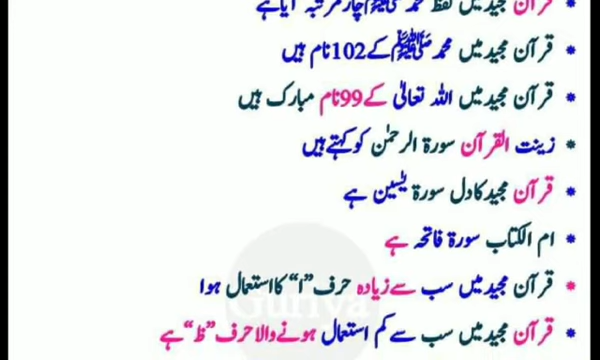 قرآن مجید میں لفظ محمد ﷺ چار مرتبہ آیا ہے
* قرآن مجید میں محمد ﷺ کے 102 نام ہیں
* قرآن مجید میں اللہ تعالیٰ کے 99 نام مبارک ہیں
* زینت القرآن سورۃ الرحمٰن کو کہتے ہیں
* قرآن مجید کا دل سورۃ یٰسین ہے
* ام الکتاب سورۃ فاتحہ ہے
* قرآن مجید میں سب سے زیادہ حرف "ا" کا استعمال ہوا
Guriya
* قرآن مجید میں سب سے کم استعمال ہونے والا حرف "ظ" ہے